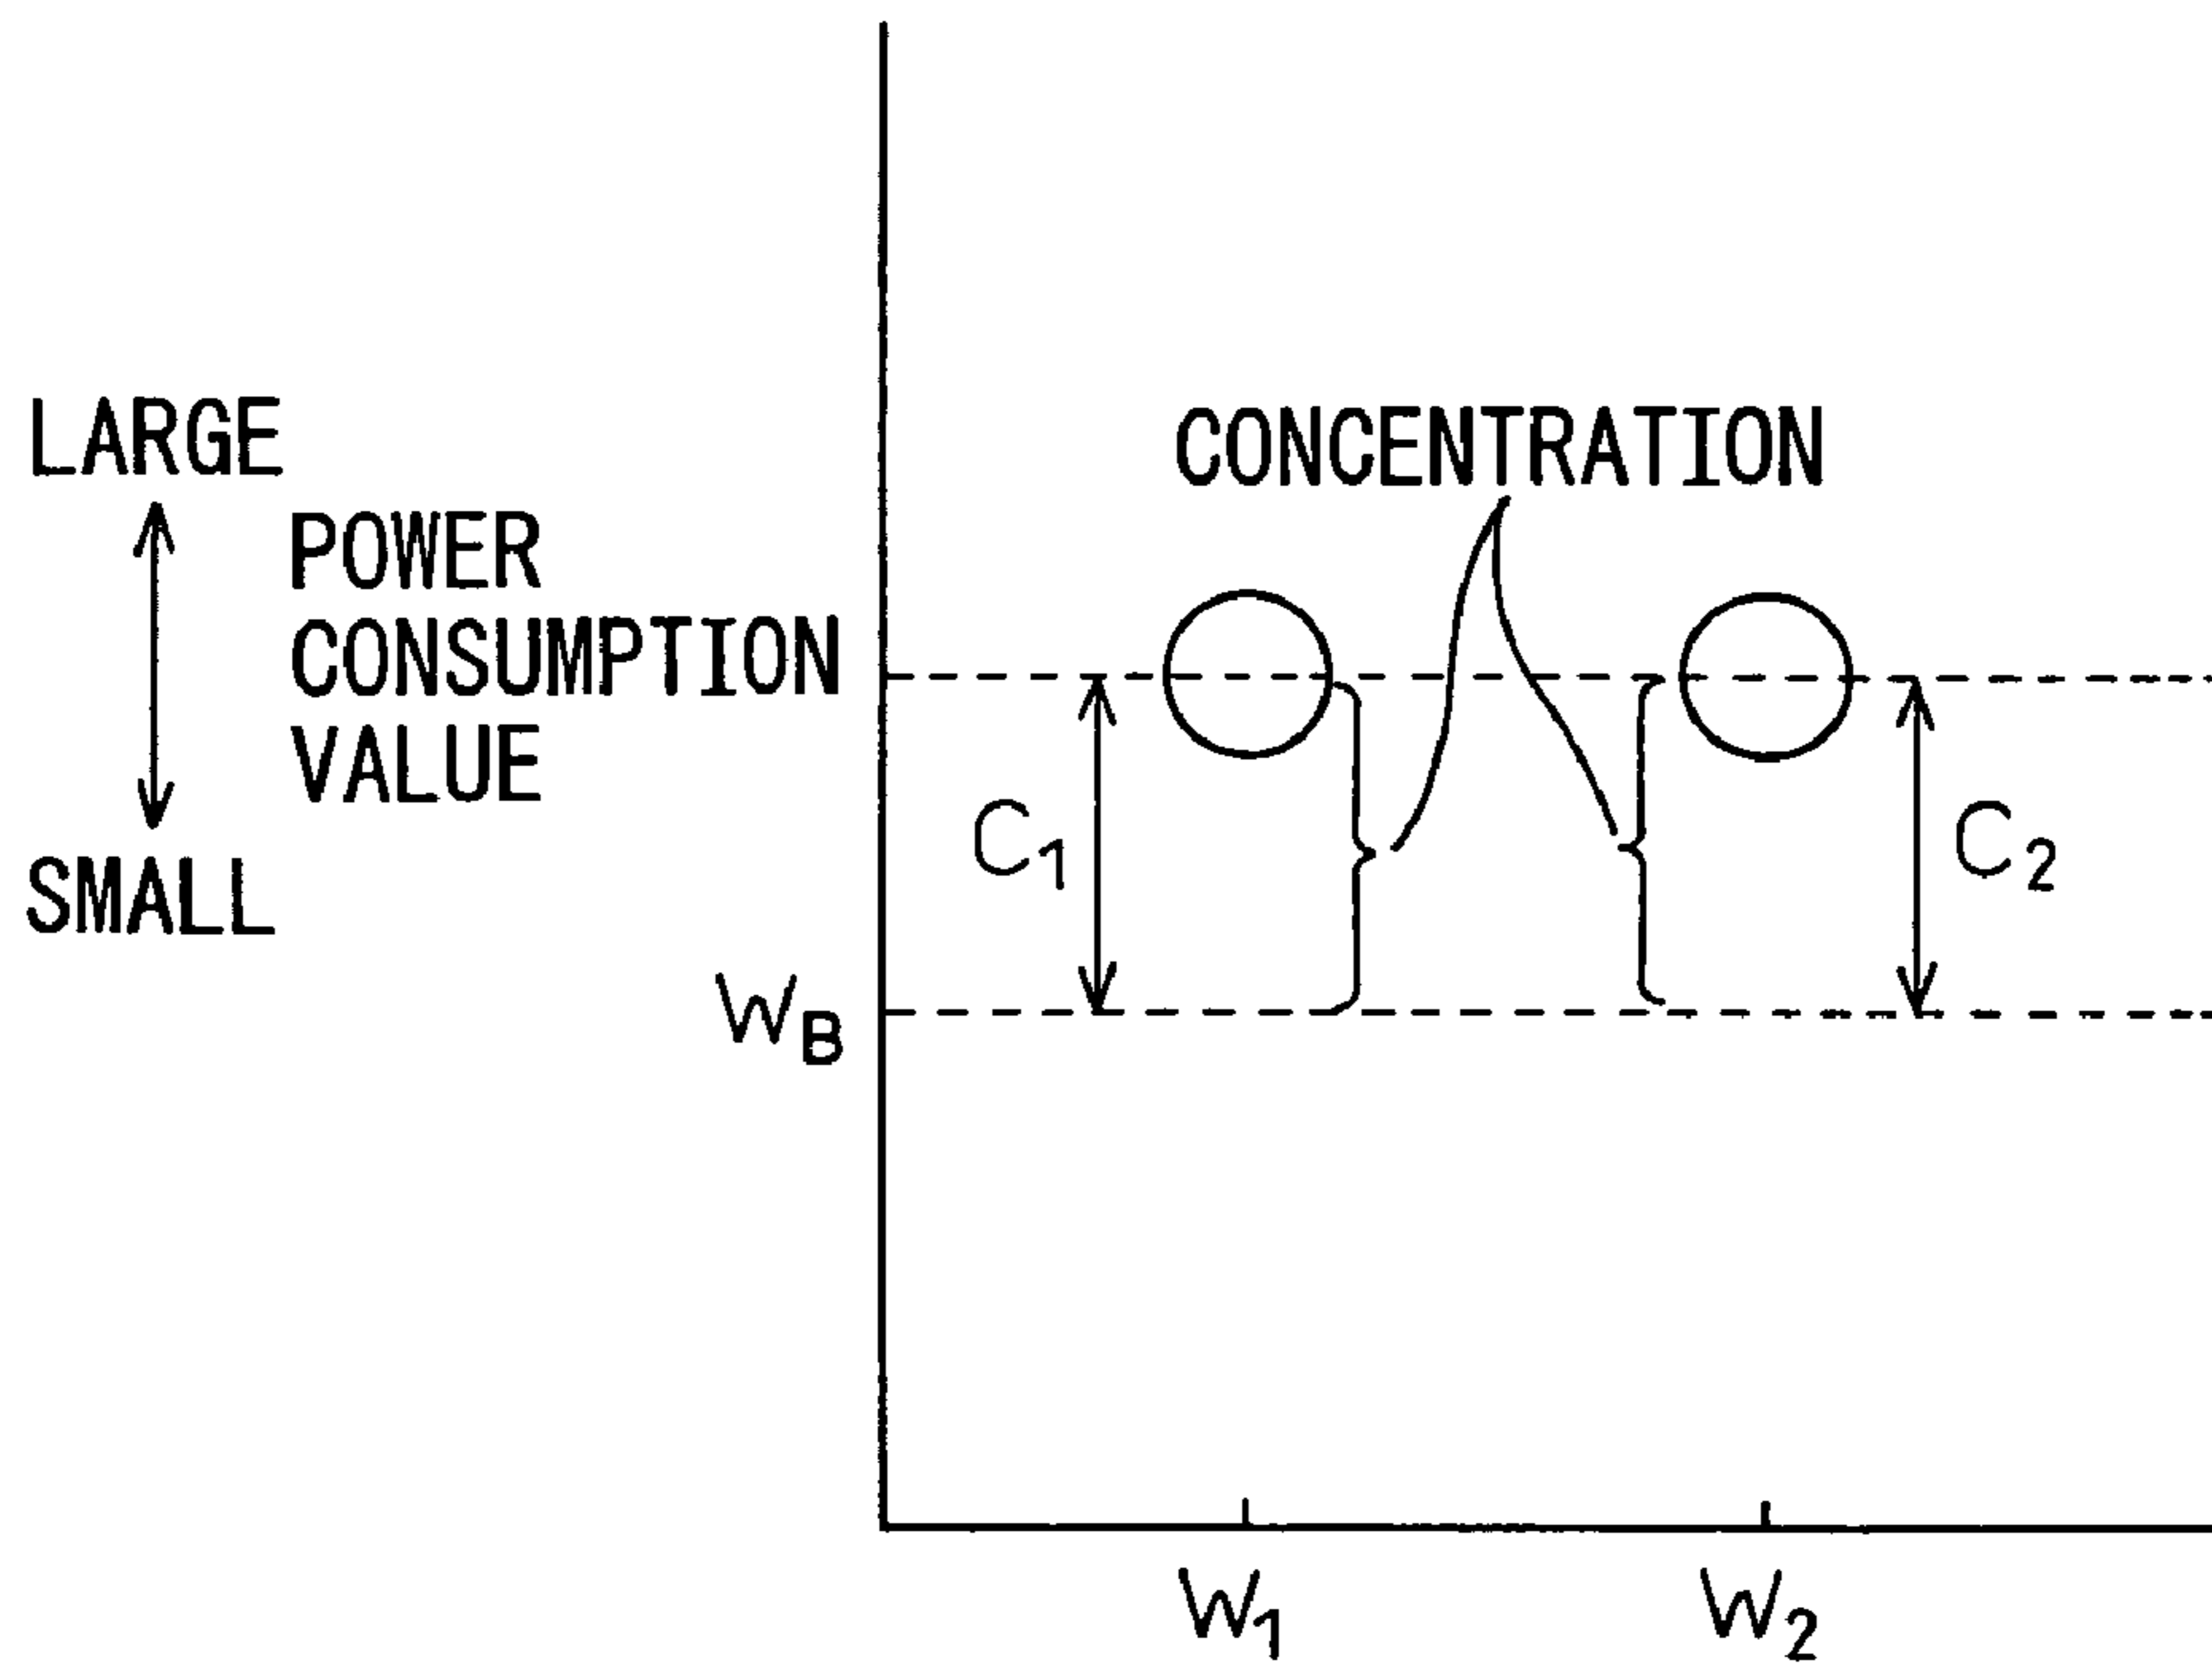 LARGE
POWER
CONSUMPTION
VALUE
SMALL
CONCENTRATION
C1
C2
WB
W1
W2